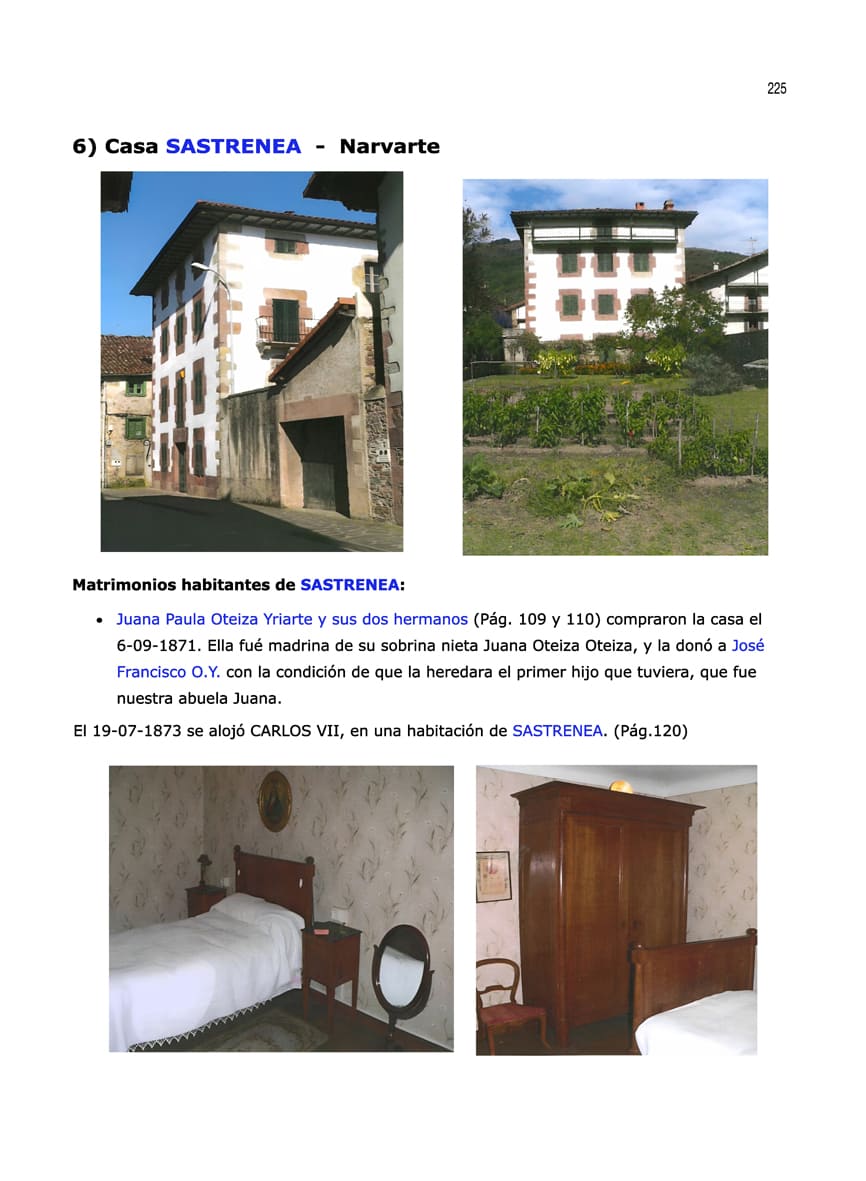 225
6) Casa SASTRENEA - Narvarte
Matrimonios habitantes de SASTRENEA:
• Juana Paula Oteiza Yriarte y sus dos hermanos (Pág. 109 y 110) compraron la casa el
6-09-1871. Ella fué madrina de su sobrina nieta Juana Oteiza Oteiza, y la donó a José
Francisco O.Y. con la condición de que la heredara el primer hijo que tuviera, que fue
nuestra abuela Juana.
El 19-07-1873 se alojó CARLOS VII, en una habitación de SASTRENEA. (Pág.120)